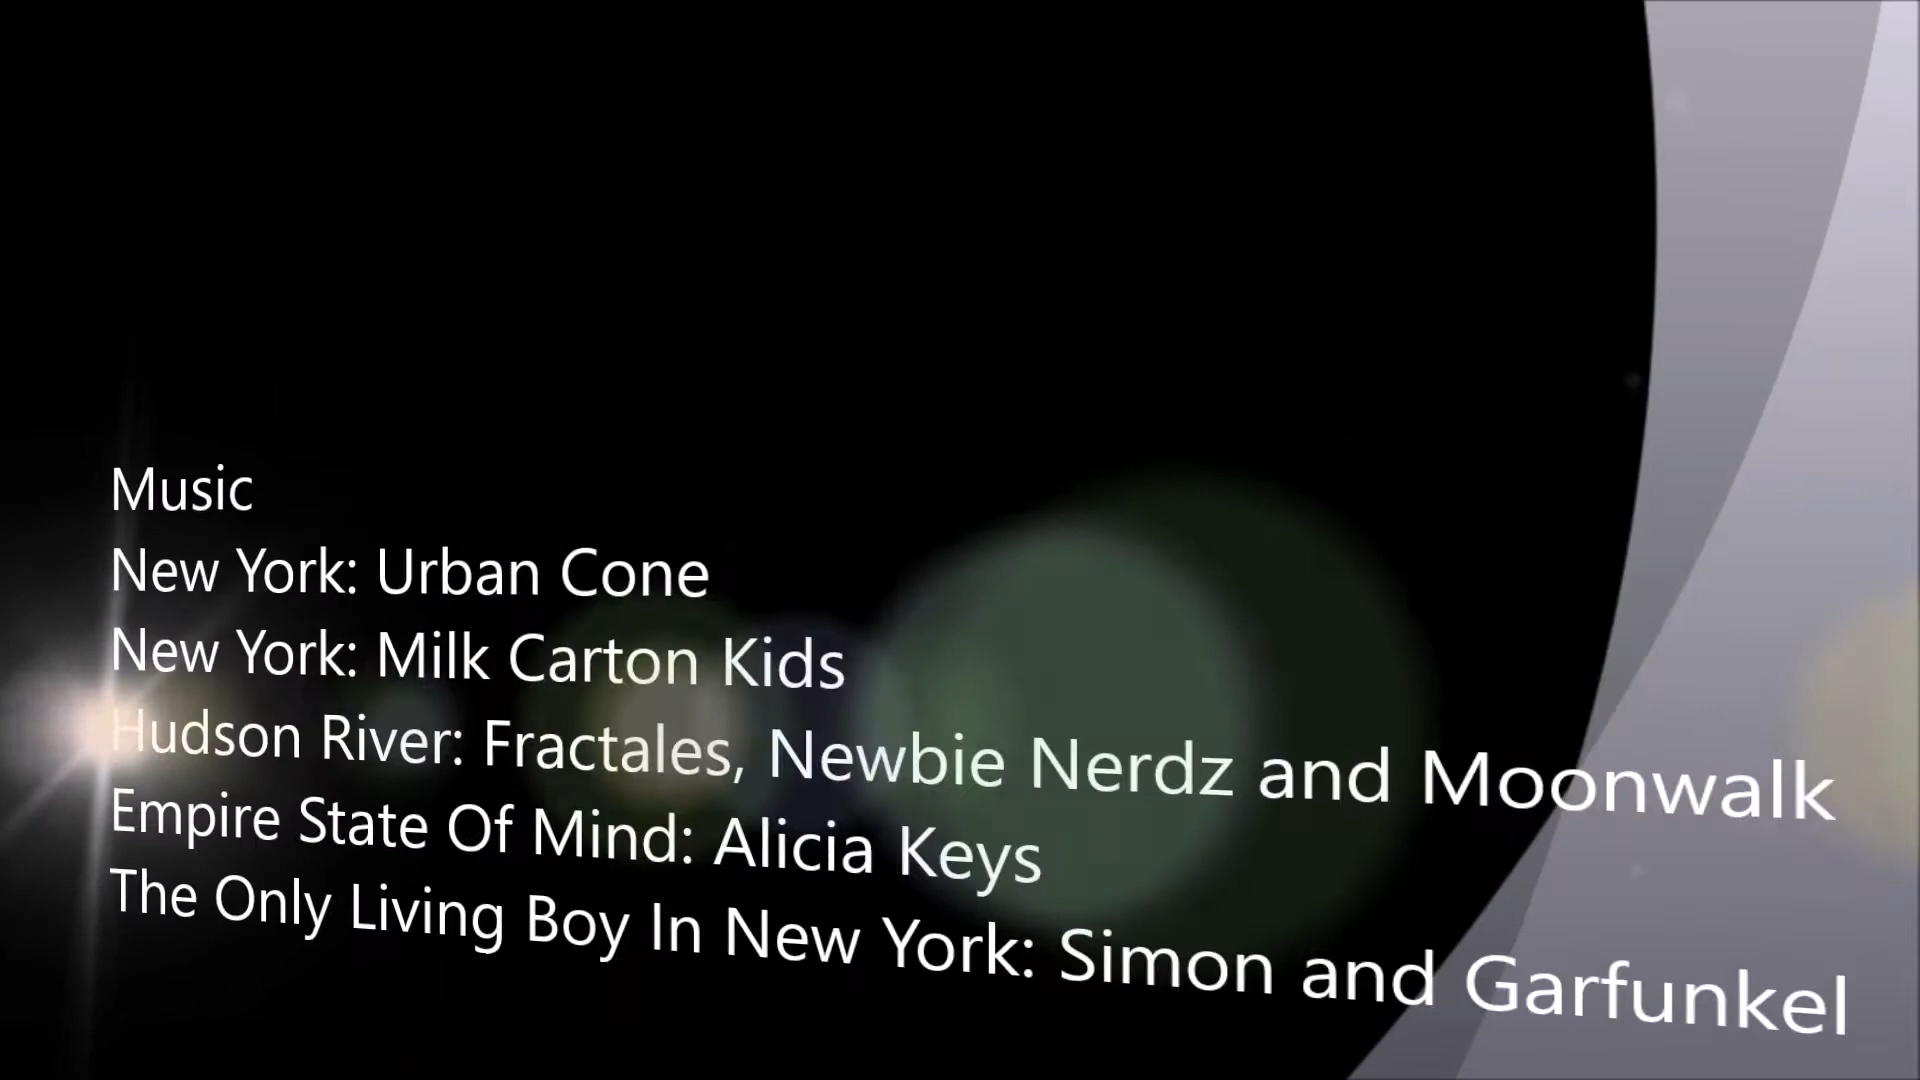 Music
New York: Urban Cone
New York: Milk Carton Kids
Hudson River: Fractales, Newbie Nerdz and Moonwalk
Empire State Of Mind: Alicia Keys
The Only Living Boy In New York: Simon and Garfunkel